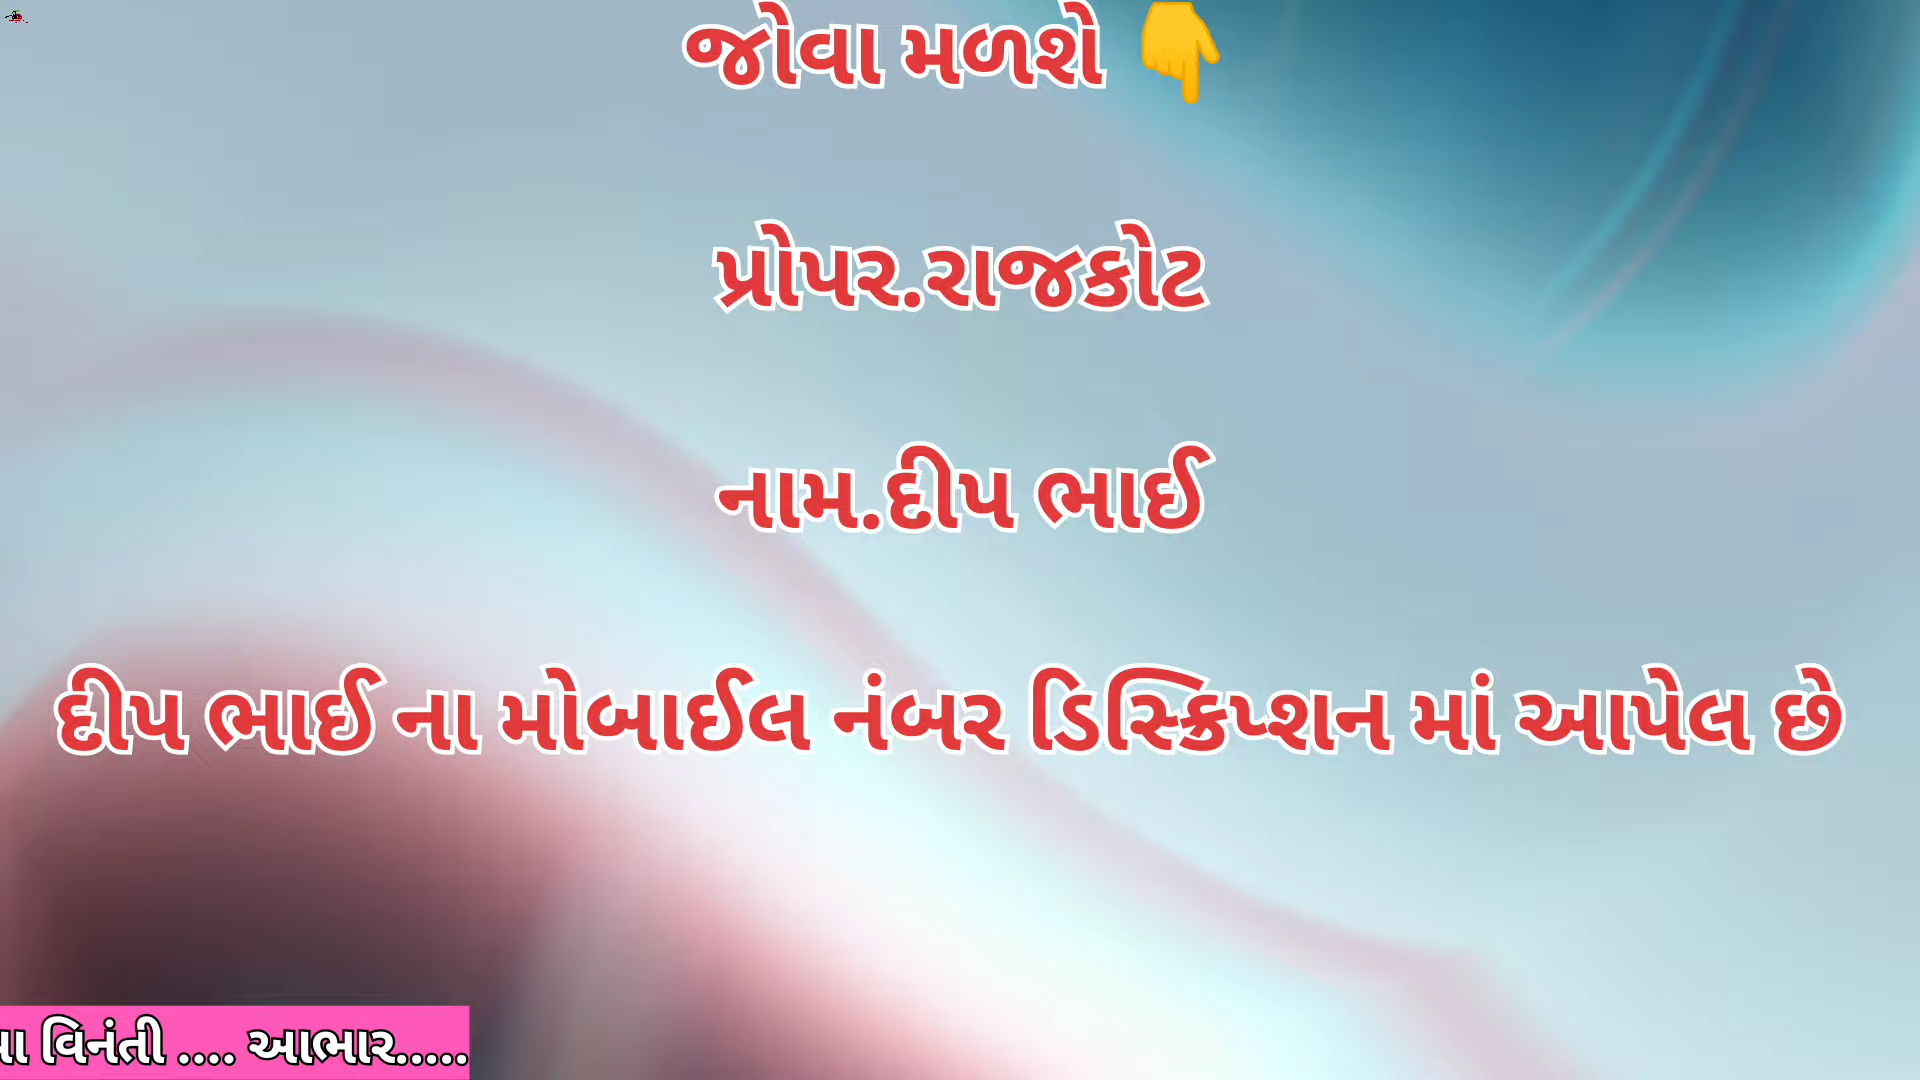 જોવા મળશે 👇
પ્રોપર.રાજકોટ
નામ.દીપ ભાઈ
દીપ ભાઈ ના મોબાઈલ નંબર ડિસ્ક્રિપ્શન માં આપેલ છે
વિનંતી .... આભાર.....